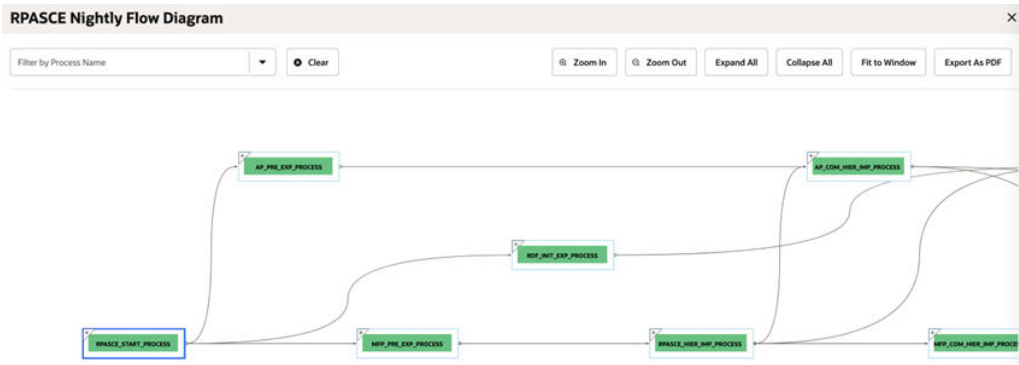 RPASCE Nightly Flow Diagram
Filter by Process Name
Clear
Zoom In
Zoom Out
Expand All
Collapse All
Fit to Window
Export As PDF
AP_PRE_EXP_PROCESS
AP_COM_HIER_IMP_PROCESS
RDF_INIT_EXP_PROCESS
RPASCE_START_PROCESS
MFP_PRE_EXP_PROCESS
RPASCE_HIER_IMP_PROCESS
MFP_COM_HIER_IMP_PROCE